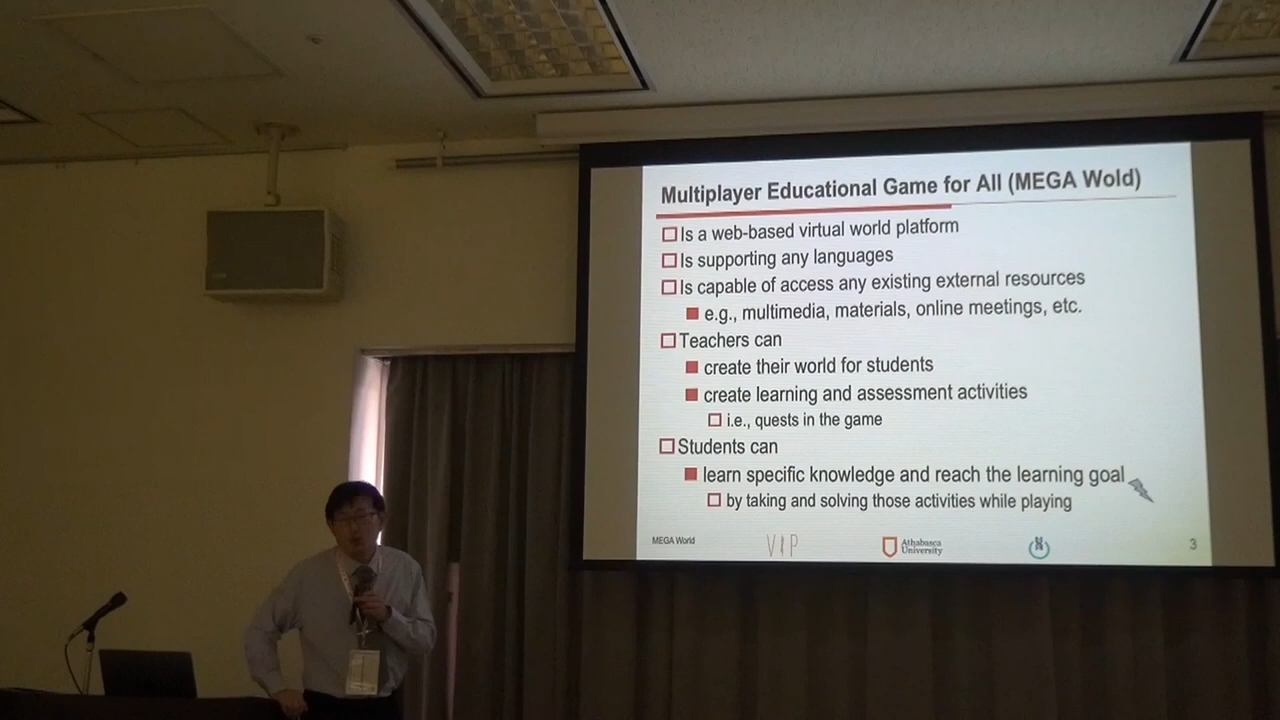 Multiplayer Educational Game for All (MEGA Wold)
Is a web-based virtual world platform
Is supporting any languages
Is capable of access any existing external resources
e.g., multimedia, materials, online meetings, etc.
Teachers can
create their world for students
create learning and assessment activities
i.e., quests in the game
Students can
learn specific knowledge and reach the learning goal
by taking and solving those activities while playing
MEGA World
VIP
Athabasca
University
3